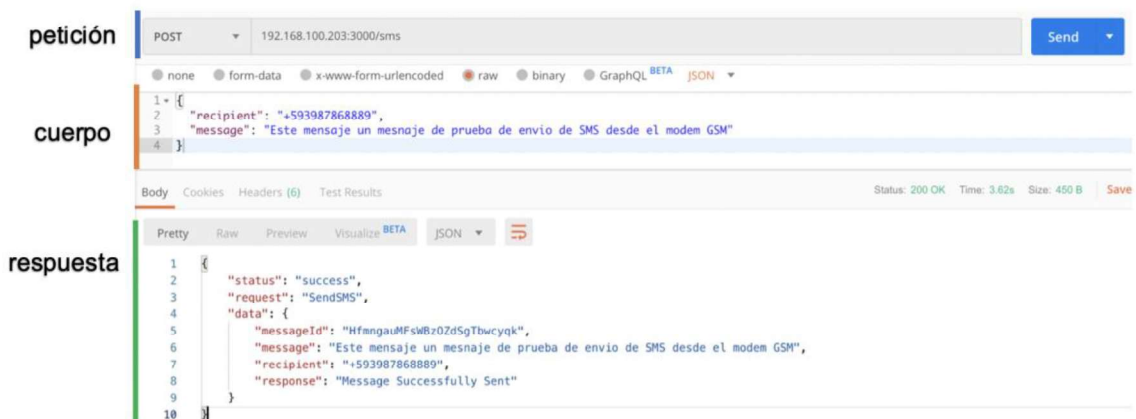 petición
POST 192.168.100.203:3000/sms Send
none form-data x-www-form-urlencoded raw binary GraphQL BETA JSON
cuerpo
1 {
2 "recipient": "+593987868889",
3 "message": "Este mensaje un mesnaje de prueba de envio de SMS desde el modem GSM"
4 }
Body Cookies Headers (6) Test Results Status: 200 OK Time: 3.62s Size: 450 B Save
respuesta
Pretty Raw Preview Visualize BETA JSON
1 {
2 "status": "success",
3 "request": "SendSMS",
4 "data": {
5 "messageId": "HfmngauMFsWBzOZdSgTbwcyqk",
6 "message": "Este mensaje un mesnaje de prueba de envio de SMS desde el modem GSM",
7 "recipient": "+593987868889",
8 "response": "Message Successfully Sent"
9 }
10 }